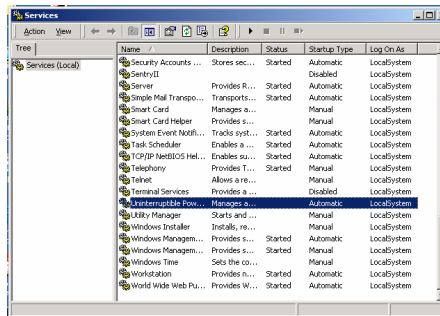 Services
Action View
Tree
Services (Local)
Name Description Status Startup Type Log On As
Security Accounts ... Stores sec... Started Automatic LocalSystem
SentryII Disabled LocalSystem
Server Provides R... Started Automatic LocalSystem
Simple Mail Transpo... Transports... Started Automatic LocalSystem
Smart Card Manages a... Manual LocalSystem
Smart Card Helper Provides s... Manual LocalSystem
System Event Notifi... Tracks syst... Started Automatic LocalSystem
Task Scheduler Enables a ... Started Automatic LocalSystem
TCP/IP NetBIOS Hel... Enables su... Started Automatic LocalSystem
Telephony Provides T... Started Manual LocalSystem
Telnet Allows a re... Manual LocalSystem
Terminal Services Provides a ... Disabled LocalSystem
Uninterruptible Pow... Manages a... Automatic LocalSystem
Utility Manager Starts and ... Manual LocalSystem
Windows Installer Installs, re... Manual LocalSystem
Windows Managem... Provides s... Started Automatic LocalSystem
Windows Managem... Provides s... Started Manual LocalSystem
Windows Time Sets the co... Manual LocalSystem
Workstation Provides n... Started Automatic LocalSystem
World Wide Web Pu... Provides W... Started Automatic LocalSystem